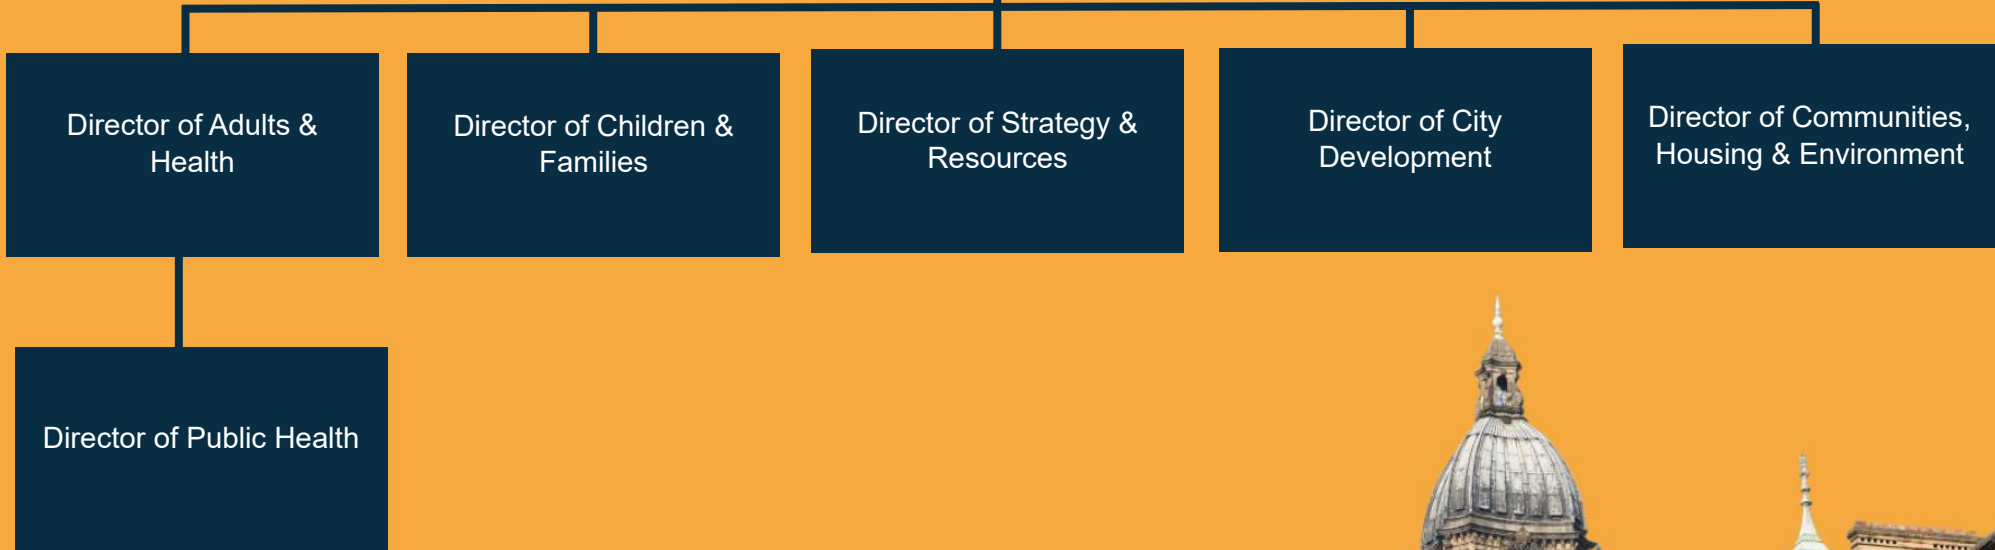 Director of Adults &
Health
Director of Children &
Families
Director of Strategy &
Resources
Director of City
Development
Director of Communities,
Housing & Environment
Director of Public Health